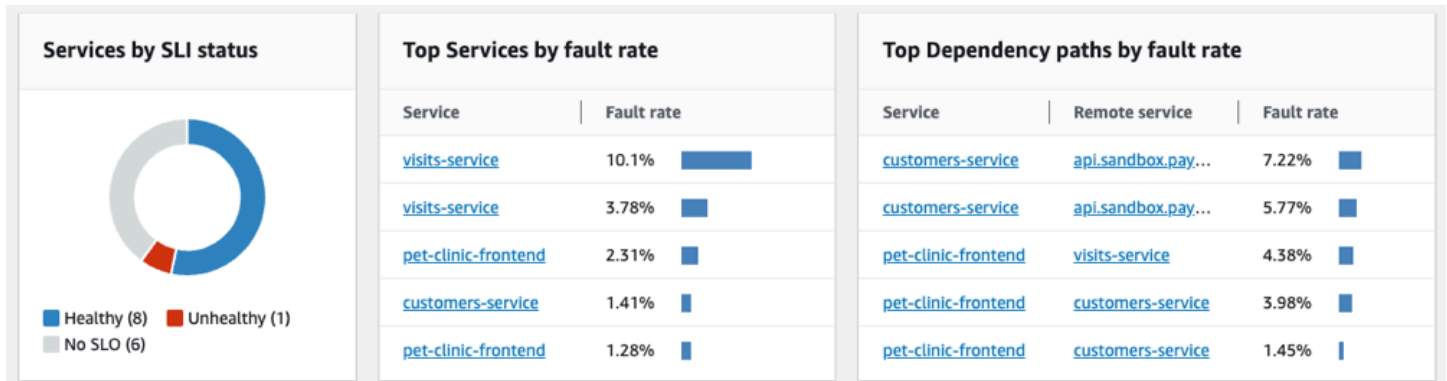 Services by SLI status
Healthy (8) Unhealthy (1)
No SLO (6)
Top Services by fault rate
Service Fault rate
visits-service 10.1%
visits-service 3.78%
pet-clinic-frontend 2.31%
customers-service 1.41%
pet-clinic-frontend 1.28%
Top Dependency paths by fault rate
Service Remote service Fault rate
customers-service api.sandbox.pay... 7.22%
customers-service api.sandbox.pay... 5.77%
pet-clinic-frontend visits-service 4.38%
pet-clinic-frontend customers-service 3.98%
pet-clinic-frontend customers-service 1.45%